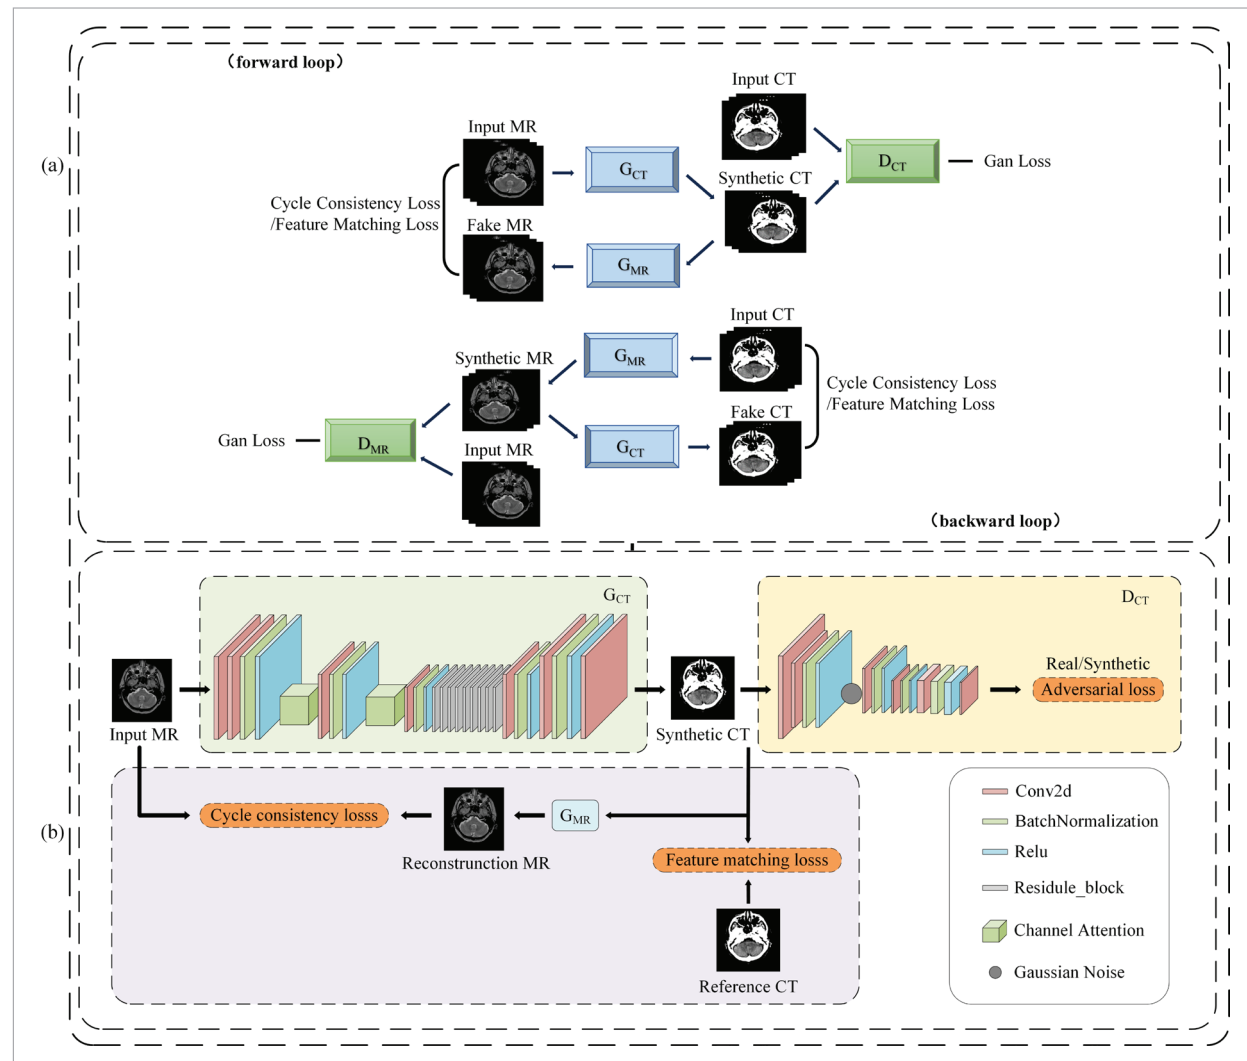 (a)
（forward loop）
Input CT
Input MR
G_CT
D_CT
Gan Loss
Synthetic CT
Cycle Consistency Loss
/Feature Matching Loss
Fake MR
G_MR
Input CT
G_MR
Synthetic MR
Cycle Consistency Loss
/Feature Matching Loss
Fake CT
Gan Loss
D_MR
G_CT
Input MR
（backward loop）
(b)
G_CT
D_CT
Real/Synthetic
Adversarial loss
Input MR
Synthetic CT
Cycle consistency losss
G_MR
Reconstrunction MR
Feature matching losss
Reference CT
Conv2d
BatchNormalization
Relu
Residule_block
Channel Attention
Gaussian Noise